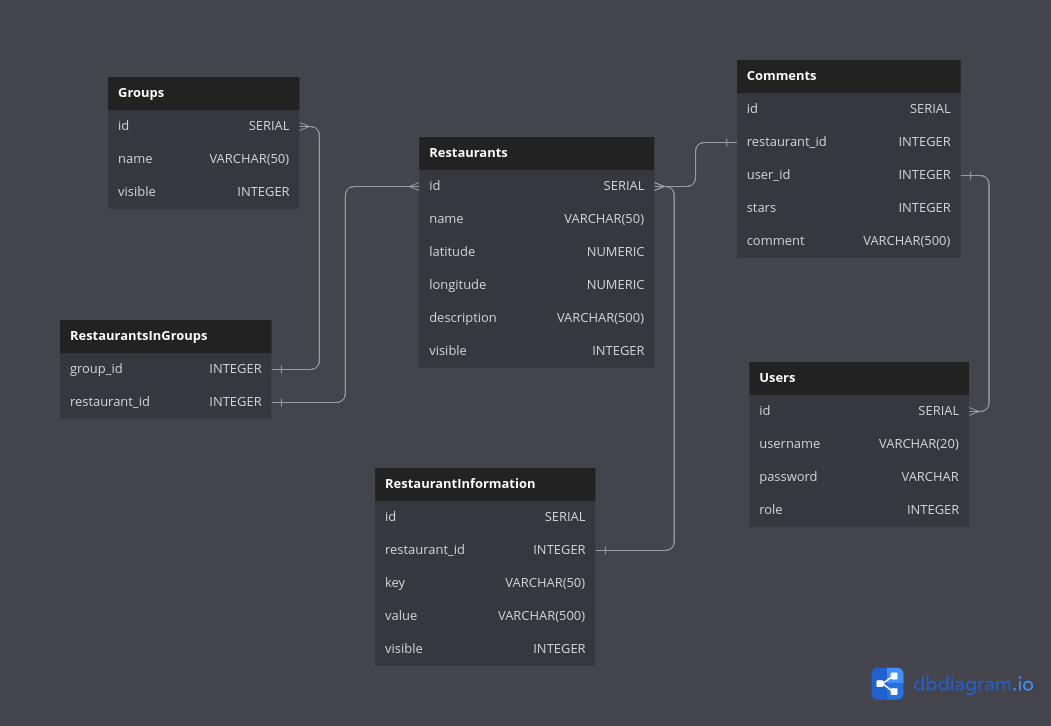 Groups
id SERIAL
name VARCHAR(50)
visible INTEGER
Restaurants
id SERIAL
name VARCHAR(50)
latitude NUMERIC
longitude NUMERIC
description VARCHAR(500)
visible INTEGER
Comments
id SERIAL
restaurant_id INTEGER
user_id INTEGER
stars INTEGER
comment VARCHAR(500)
RestaurantsInGroups
group_id INTEGER
restaurant_id INTEGER
Users
id SERIAL
username VARCHAR(20)
password VARCHAR
role INTEGER
RestaurantInformation
id SERIAL
restaurant_id INTEGER
key VARCHAR(50)
value VARCHAR(500)
visible INTEGER
dbdiagram.io